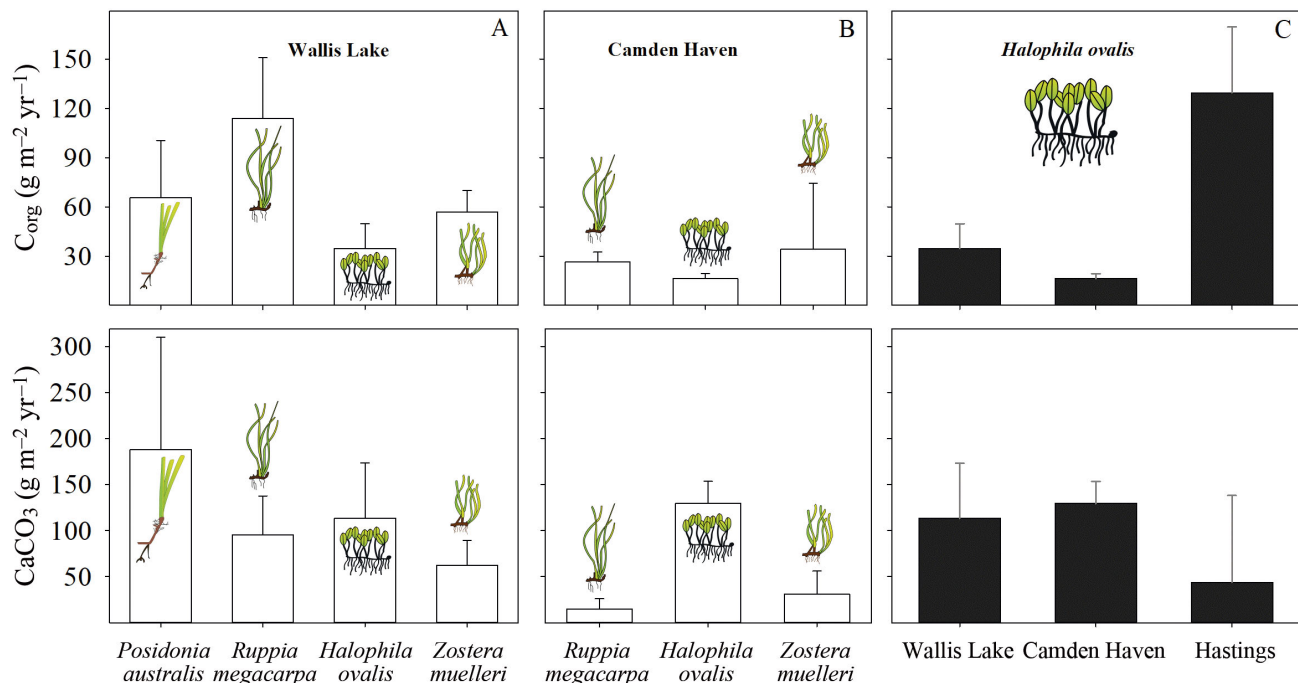 A
Wallis Lake
B
Camden Haven
C
Halophila ovalis
C_org (g m⁻² yr⁻¹)
150
120
90
60
30
CaCO₃ (g m⁻² yr⁻¹)
300
250
200
150
100
50
Posidonia
australis
Ruppia
megacarpa
Halophila
ovalis
Zostera
muelleri
Ruppia
megacarpa
Halophila
ovalis
Zostera
muelleri
Wallis Lake
Camden Haven
Hastings